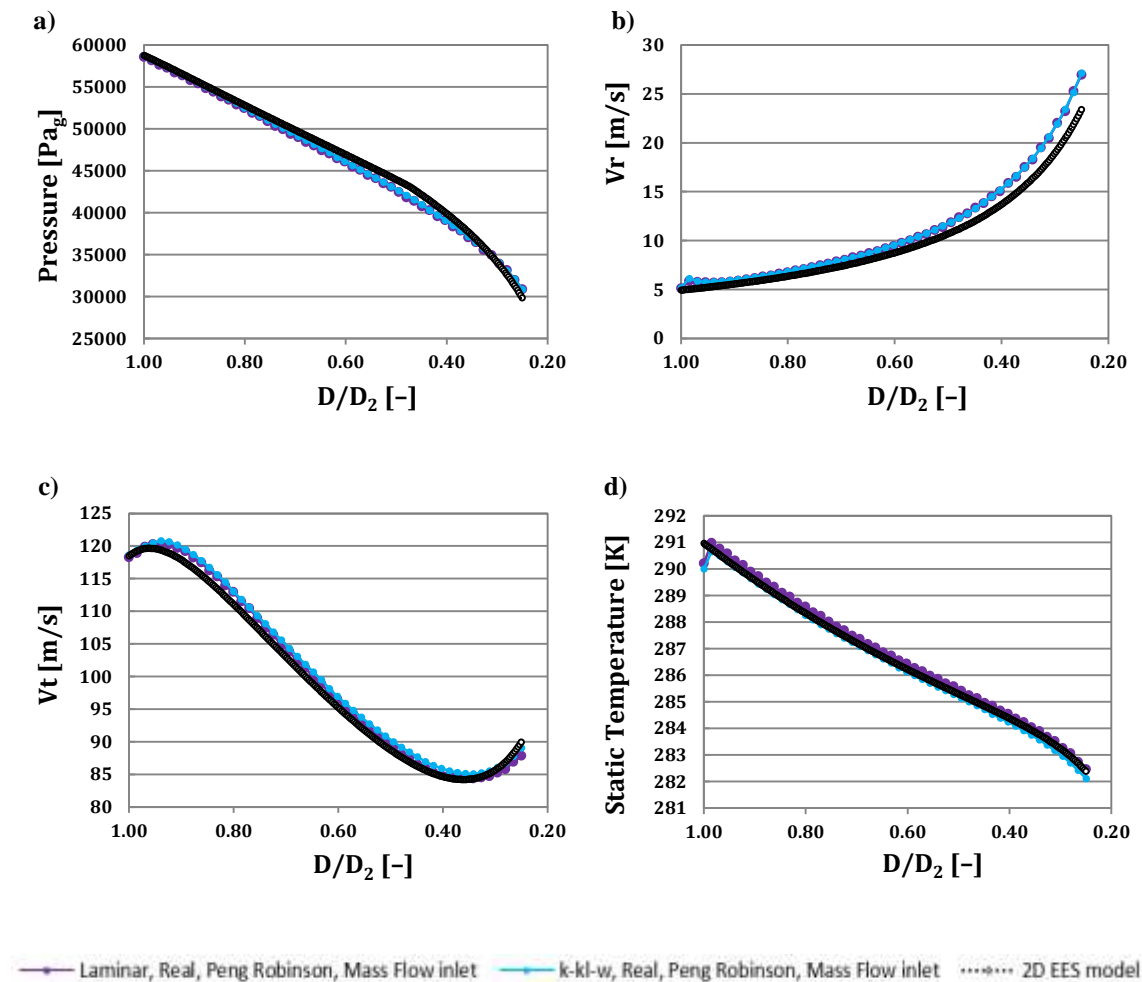 a)
60000
55000
50000
45000
40000
35000
30000
25000
Pressure [Pag]
1.00 0.80 0.60 0.40 0.20
D/D2 [-]
b)
30
25
20
15
10
5
0
Vr [m/s]
1.00 0.80 0.60 0.40 0.20
D/D2 [-]
c)
125
120
115
110
105
100
95
90
85
80
Vt [m/s]
1.00 0.80 0.60 0.40 0.20
D/D2 [-]
d)
292
291
290
289
288
287
286
285
284
283
282
281
Static Temperature [K]
1.00 0.80 0.60 0.40 0.20
D/D2 [-]
Laminar, Real, Peng Robinson, Mass Flow inlet k-kl-w, Real, Peng Robinson, Mass Flow inlet 2D EES model